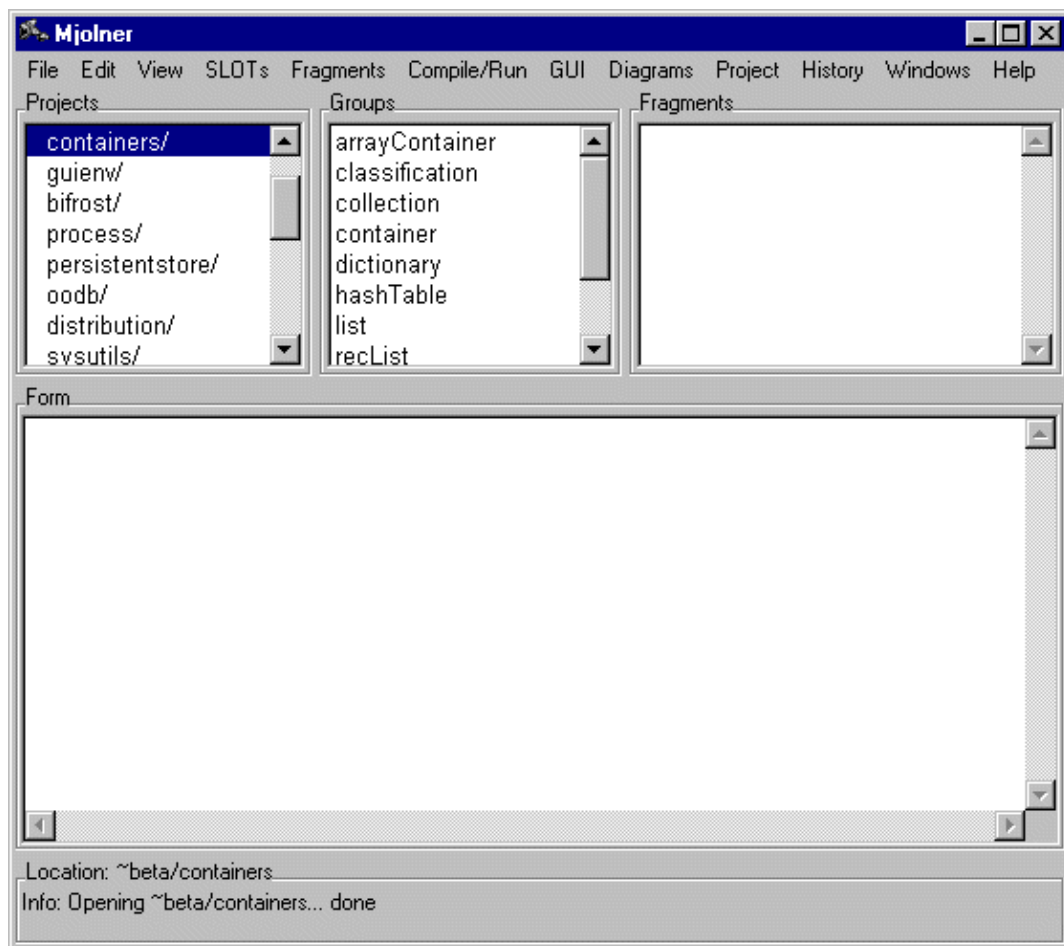 Mjolner
File Edit View SLOTs Fragments Compile/Run GUI Diagrams Project History Windows Help
Projects
containers/
guienv/
bifrost/
process/
persistentstore/
oodb/
distribution/
sysutils/
Groups
arrayContainer
classification
collection
container
dictionary
hashTable
list
recList
Fragments
Form
Location: ~beta/containers
Info: Opening ~beta/containers... done